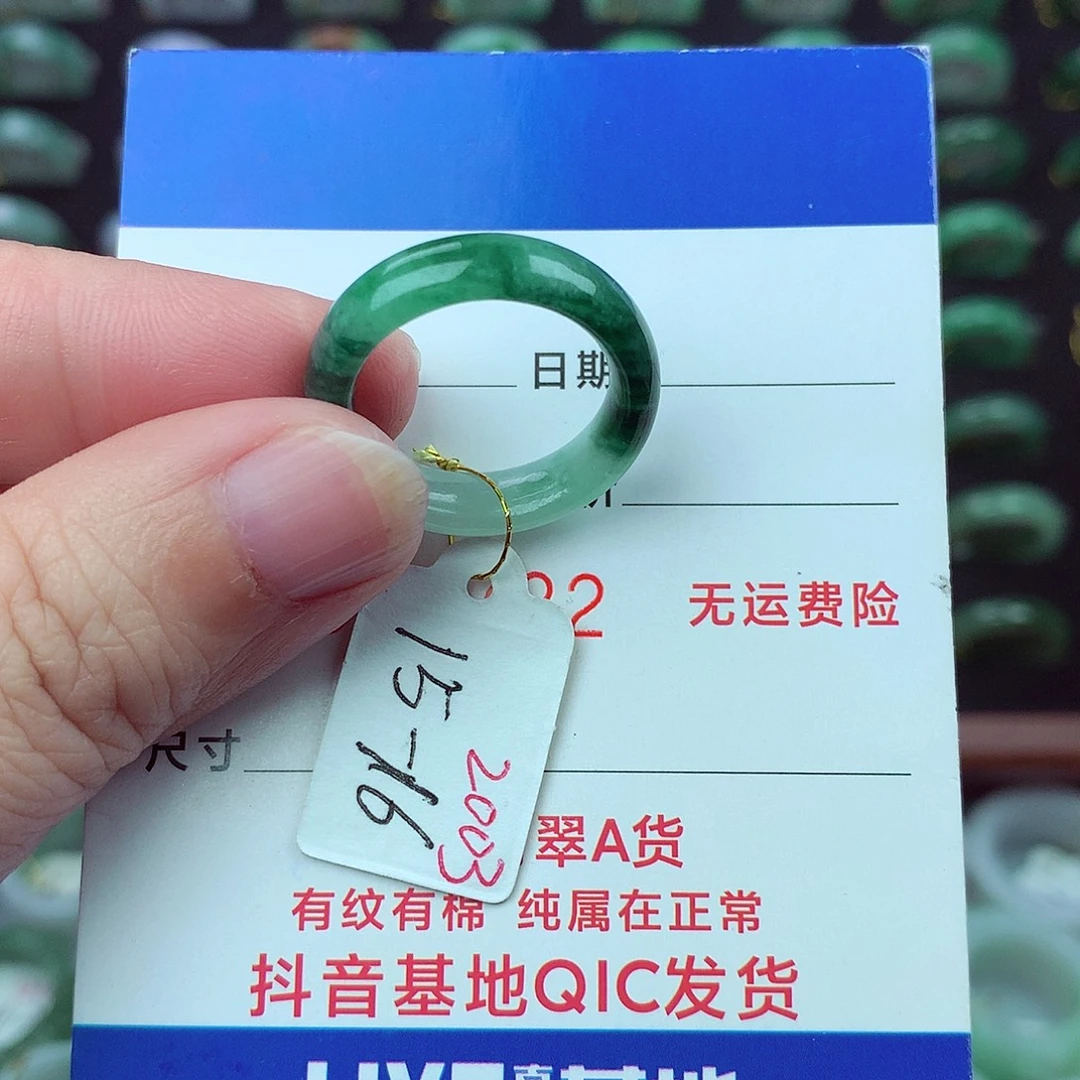 日期
2 无运费险
15-16
2003
尺寸
翠A货
有纹有棉 纯属在正常
抖音基地QIC发货